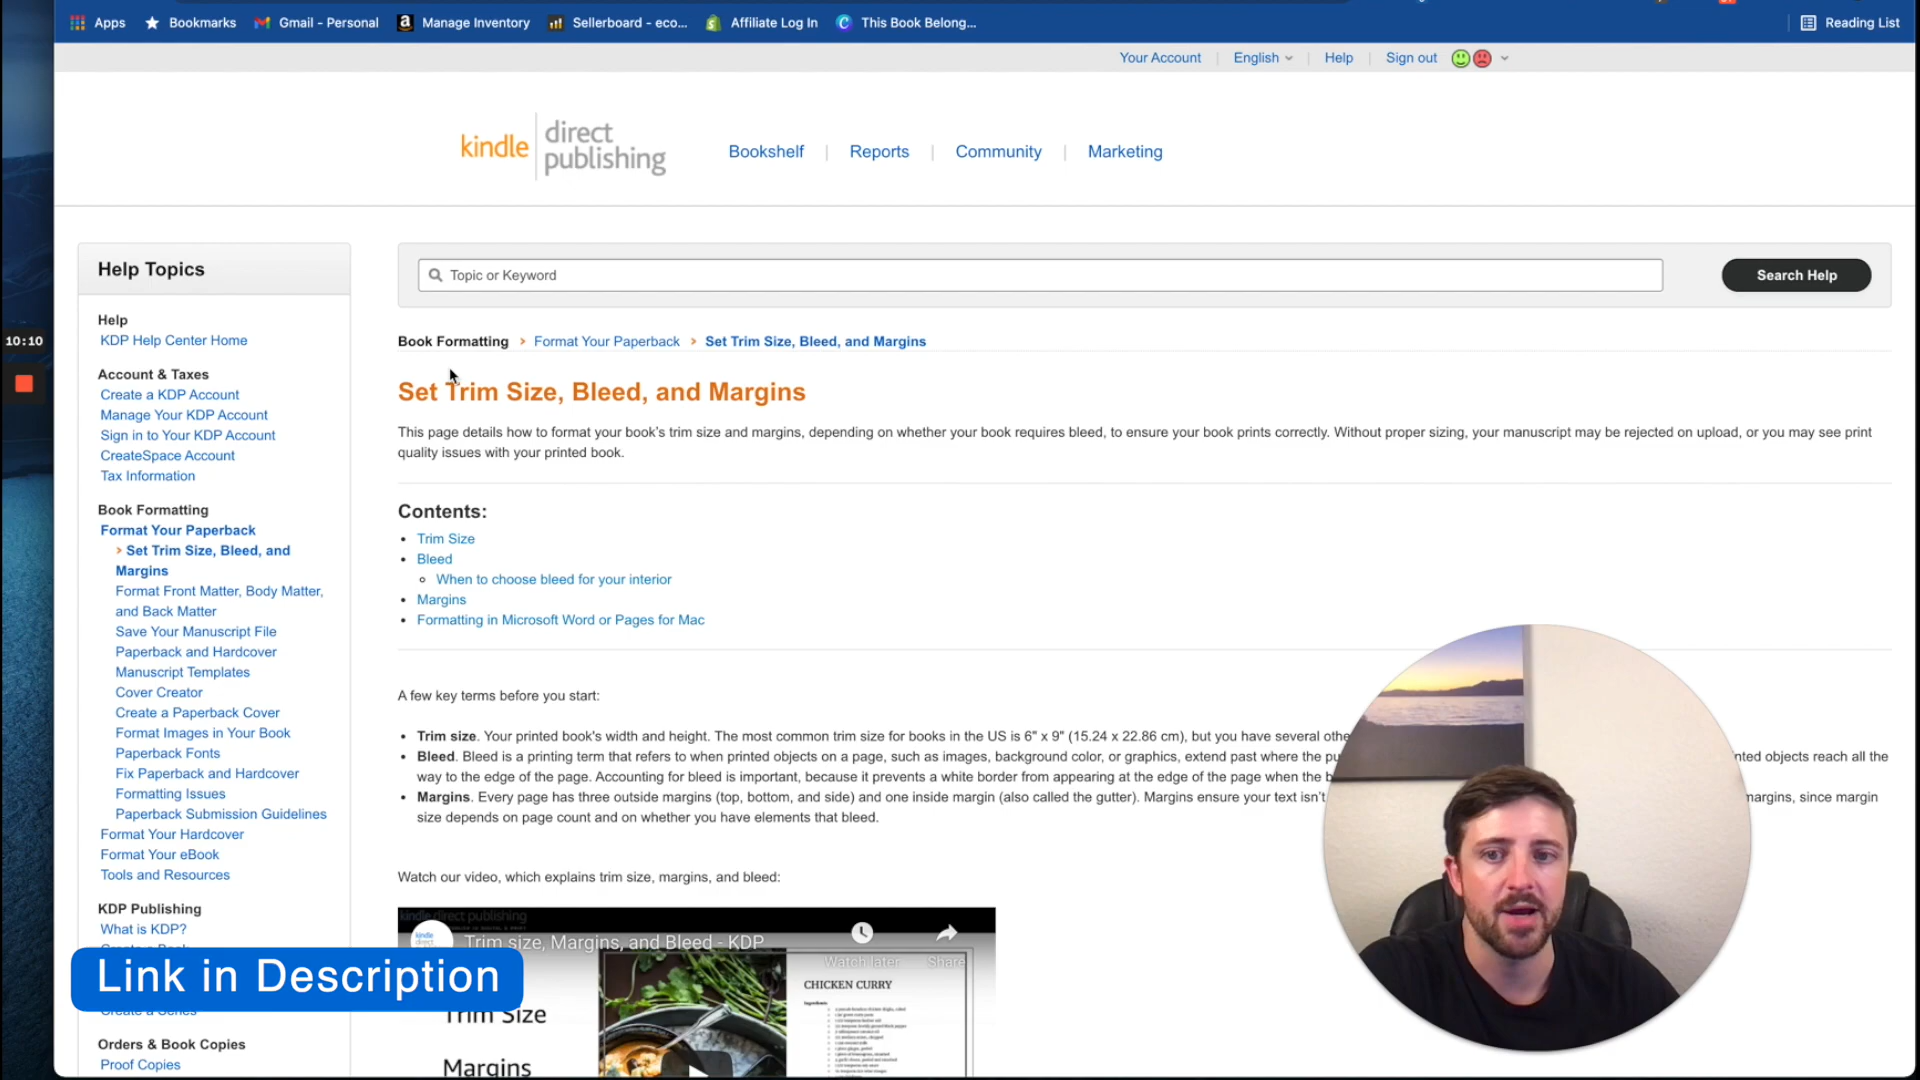 Apps
Bookmarks
Gmail - Personal
Manage Inventory
Sellerboard - eco...
Affiliate Log In
This Book Belong...
Reading List
Your Account
English
Help
Sign out
kindle direct publishing
Bookshelf
Reports
Community
Marketing
Help Topics
Topic or Keyword
Search Help
Help
KDP Help Center Home
10:10
Account & Taxes
Create a KDP Account
Manage Your KDP Account
Sign in to Your KDP Account
CreateSpace Account
Tax Information
Book Formatting
Format Your Paperback
› Set Trim Size, Bleed, and
Margins
Format Front Matter, Body Matter,
and Back Matter
Save Your Manuscript File
Paperback and Hardcover
Manuscript Templates
Cover Creator
Create a Paperback Cover
Format Images in Your Book
Paperback Fonts
Fix Paperback and Hardcover
Formatting Issues
Paperback Submission Guidelines
Format Your Hardcover
Format Your eBook
Tools and Resources
KDP Publishing
What is KDP?
Link in Description
Create a Series
Orders & Book Copies
Proof Copies
Book Formatting › Format Your Paperback › Set Trim Size, Bleed, and Margins
Set Trim Size, Bleed, and Margins
This page details how to format your book's trim size and margins, depending on whether your book requires bleed, to ensure your book prints correctly. Without proper sizing, your manuscript may be rejected on upload, or you may see print
quality issues with your printed book.
Contents:
• Trim Size
• Bleed
When to choose bleed for your interior
• Margins
• Formatting in Microsoft Word or Pages for Mac
A few key terms before you start:
• Trim size. Your printed book's width and height. The most common trim size for books in the US is 6" x 9" (15.24 x 22.86 cm), but you have several othe
• Bleed. Bleed is a printing term that refers to when printed objects on a page, such as images, background color, or graphics, extend past where the pu nted objects reach all the
way to the edge of the page. Accounting for bleed is important, because it prevents a white border from appearing at the edge of the page when the b
• Margins. Every page has three outside margins (top, bottom, and side) and one inside margin (also called the gutter). Margins ensure your text isn't margins, since margin
size depends on page count and on whether you have elements that bleed.
Watch our video, which explains trim size, margins, and bleed:
kindle direct publishing
Trim size, Margins, and Bleed - KDP
Watch later
Share
CHICKEN CURRY
Ingredients:
Trim Size
Margins